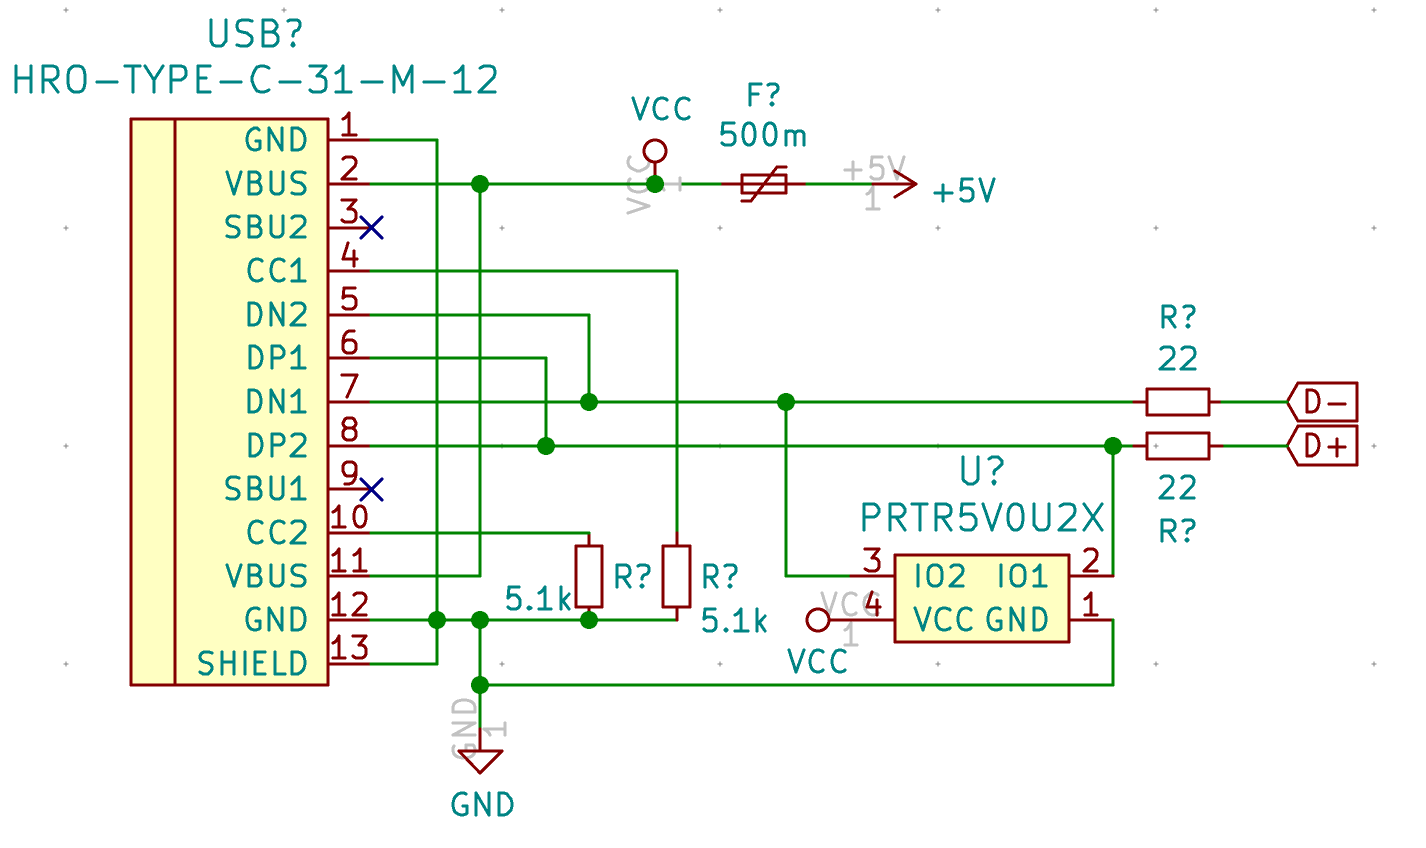 USB?
HRO-TYPE-C-31-M-12
GND 1
VBUS 2
SBU2 3
CC1 4
DN2 5
DP1 6
DN1 7
DP2 8
SBU1 9
CC2 10
VBUS 11
GND 12
SHIELD 13
VCC
VCC
1
F?
500m
+5V
1
+5V
R?
22
D-
D+
22
R?
R?
5.1k
R?
5.1k
U?
PRTR5V0U2X
3 IO2 IO1 2
4 VCC GND 1
VCC
1
VCC
GND
1
GND